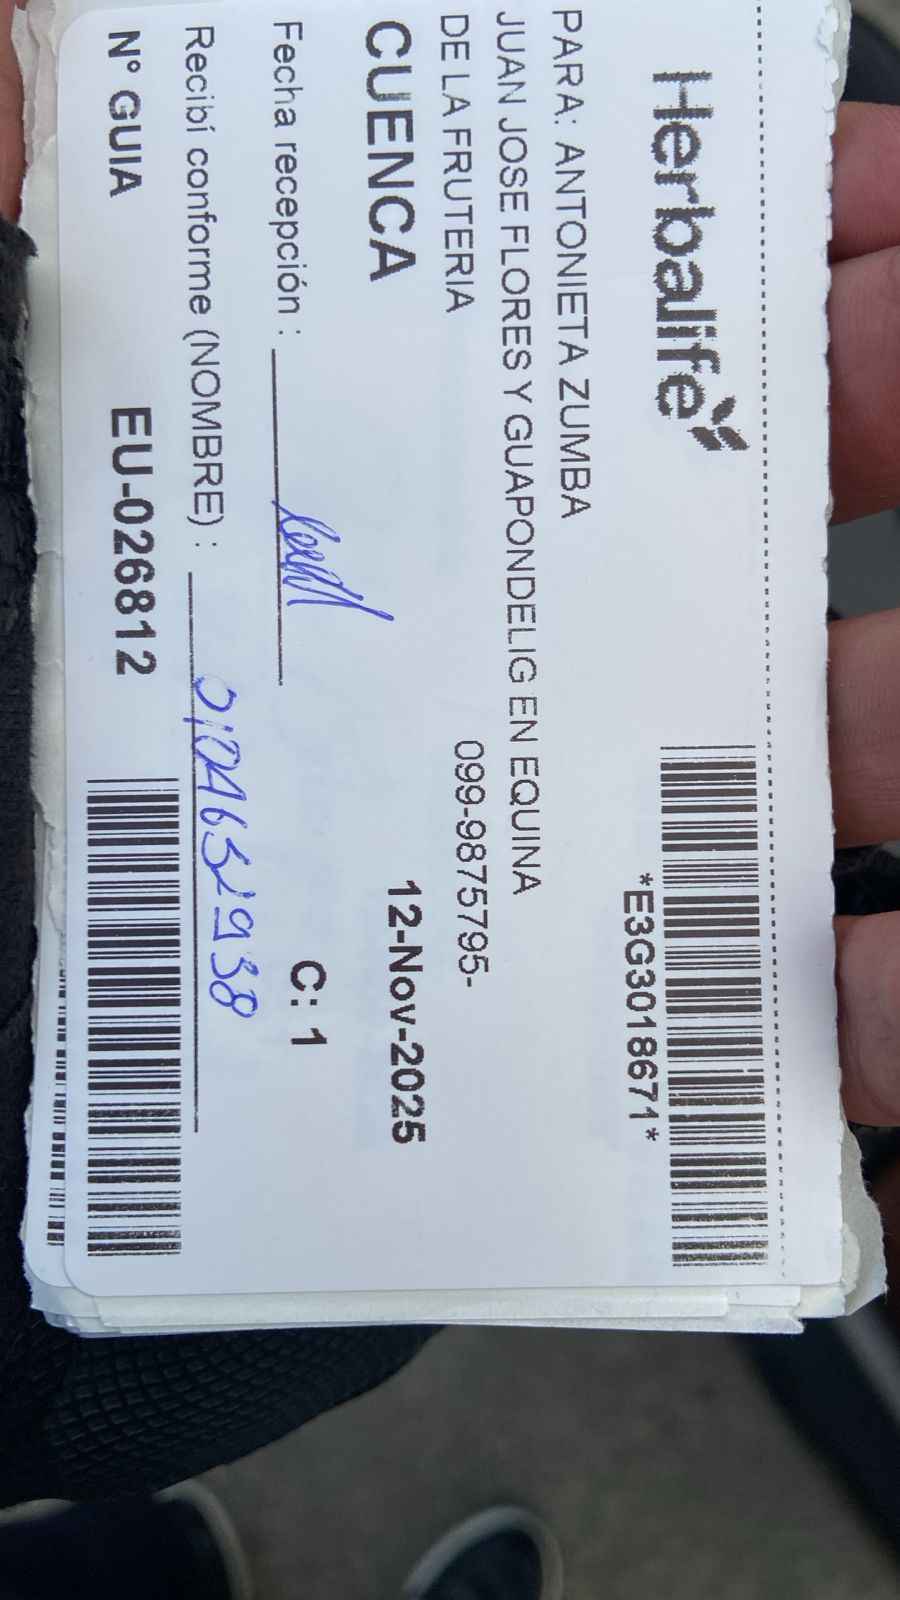 Herbalife
*E3G3018671*
PARA: ANTONIETA ZUMBA
JUAN JOSE FLORES Y GUAPONDELIG EN EQUINA
DE LA FRUTERIA
099-9875795-
CUENCA
12-Nov-2025
Fecha recepción :
C: 1
Recibí conforme (NOMBRE) :
Nº GUIA
EU-026812